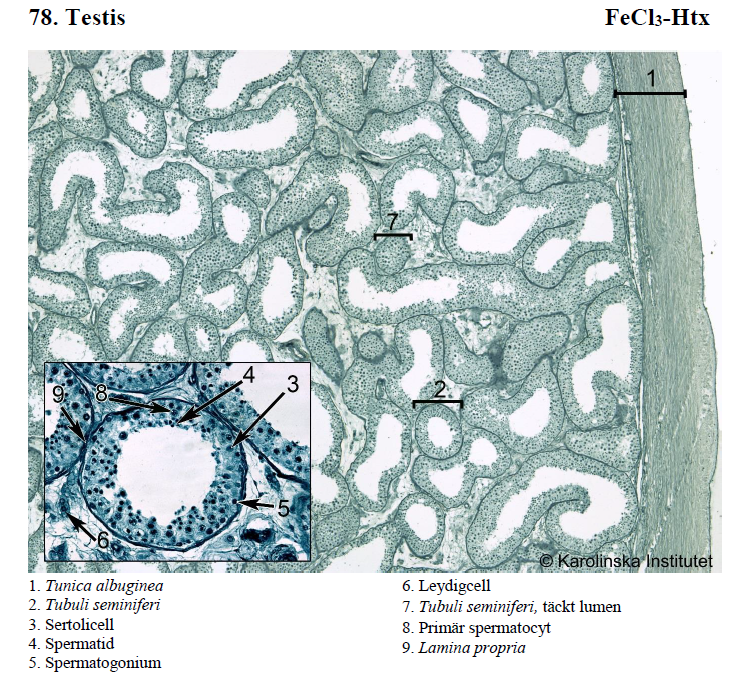 78. Testis
FeCl3-Htx
1
7
2
4
3
8
9
5
6
© Karolinska Institutet
1. Tunica albuginea
2. Tubuli seminiferi
3. Sertolicell
4. Spermatid
5. Spermatogonium
6. Leydigcell
7. Tubuli seminiferi, täckt lumen
8. Primär spermatocyt
9. Lamina propria